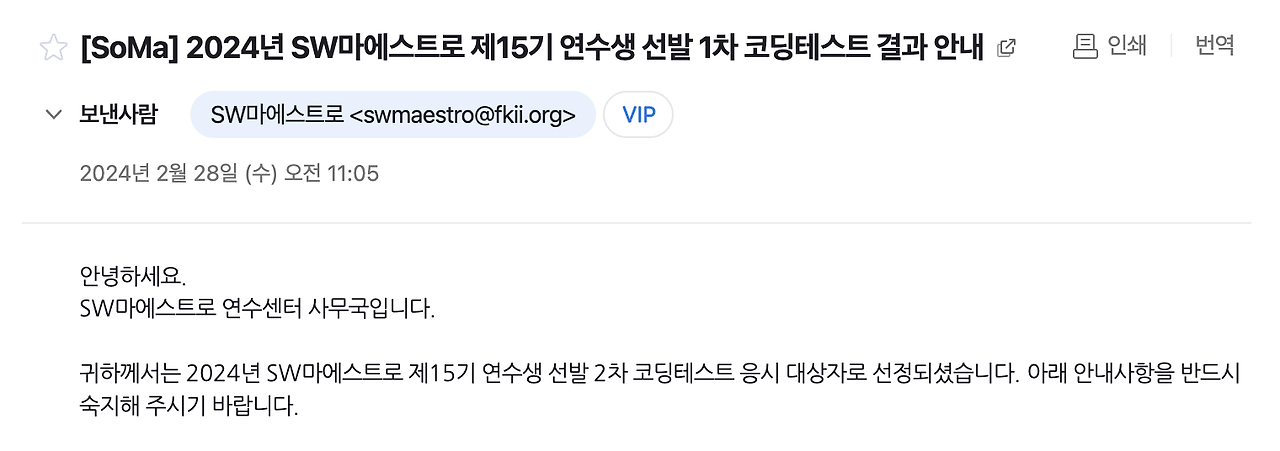 [SoMa] 2024년 SW마에스트로 제15기 연수생 선발 1차 코딩테스트 결과 안내 인쇄 번역
보낸사람 SW마에스트로 <swmaestro@fkii.org> VIP
2024년 2월 28일 (수) 오전 11:05
안녕하세요.
SW마에스트로 연수센터 사무국입니다.
귀하께서는 2024년 SW마에스트로 제15기 연수생 선발 2차 코딩테스트 응시 대상자로 선정되셨습니다. 아래 안내사항을 반드시
숙지해 주시기 바랍니다.